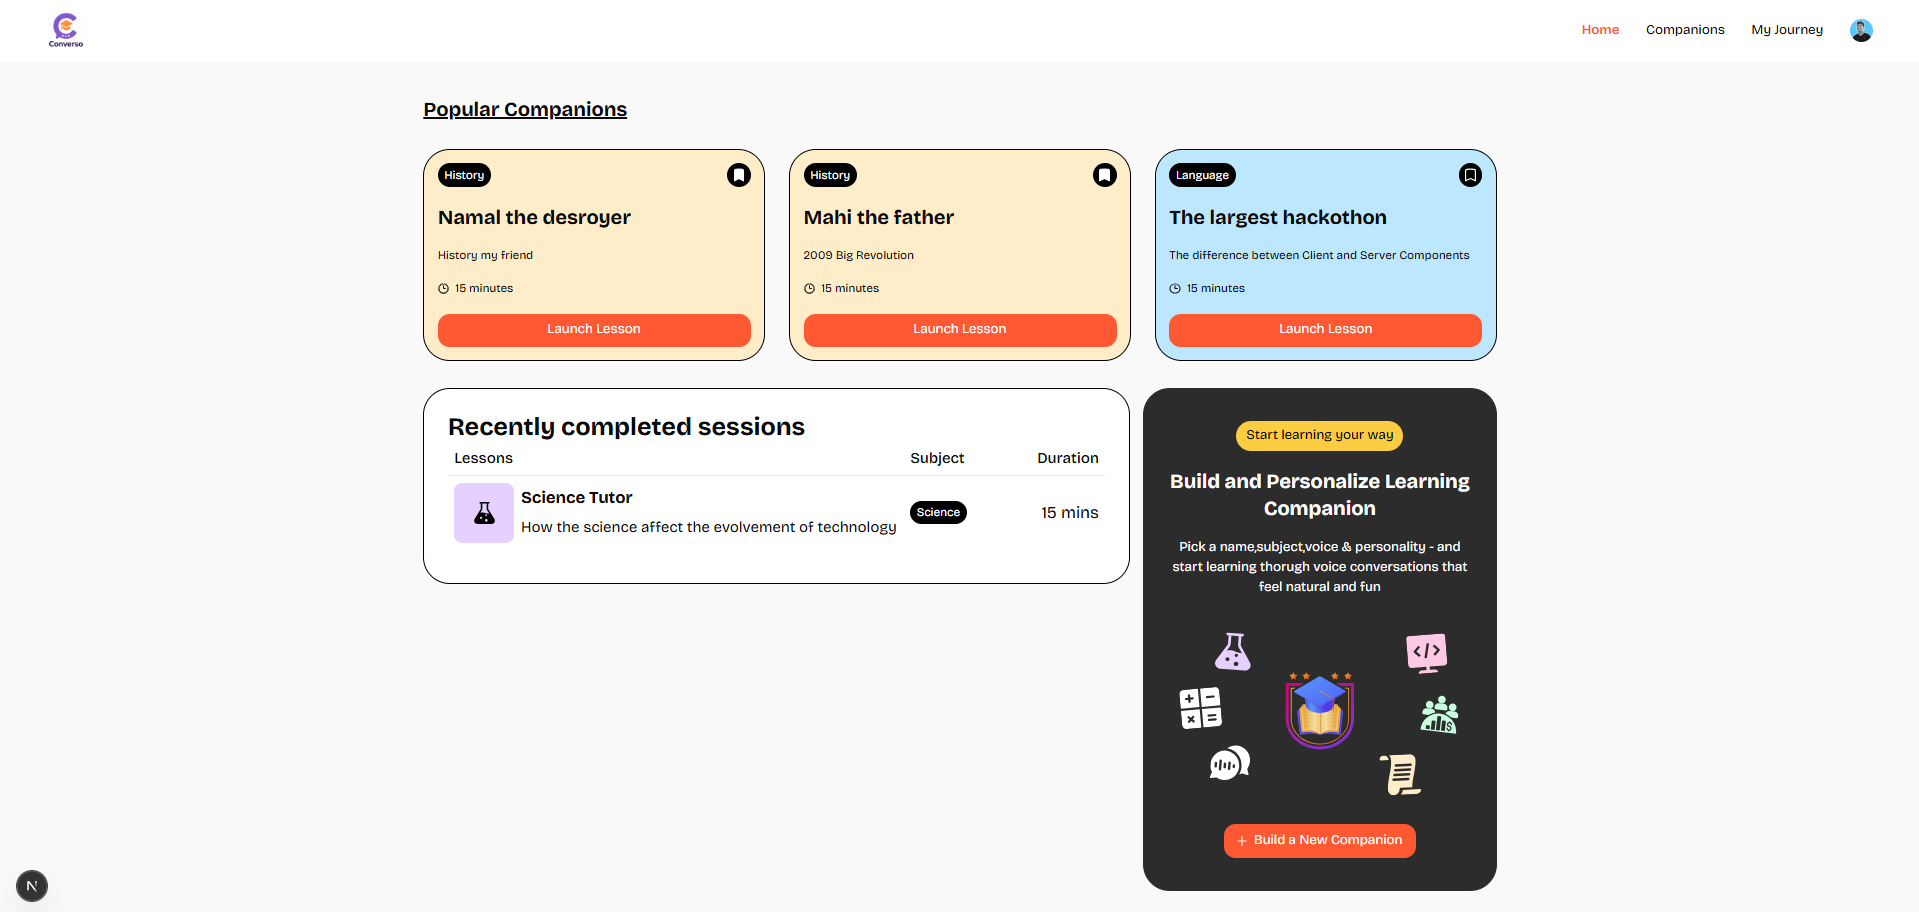 Converso
Home
Companions
My Journey
Popular Companions
History
Namal the desroyer
History my friend
15 minutes
Launch Lesson
History
Mahi the father
2009 Big Revolution
15 minutes
Launch Lesson
Language
The largest hackothon
The difference between Client and Server Components
15 minutes
Launch Lesson
Recently completed sessions
Lessons Subject Duration
Science Tutor
How the science affect the evolvement of technology
Science
15 mins
Start learning your way
Build and Personalize Learning
Companion
Pick a name,subject,voice & personality - and
start learning thorugh voice conversations that
feel natural and fun
+ Build a New Companion
N